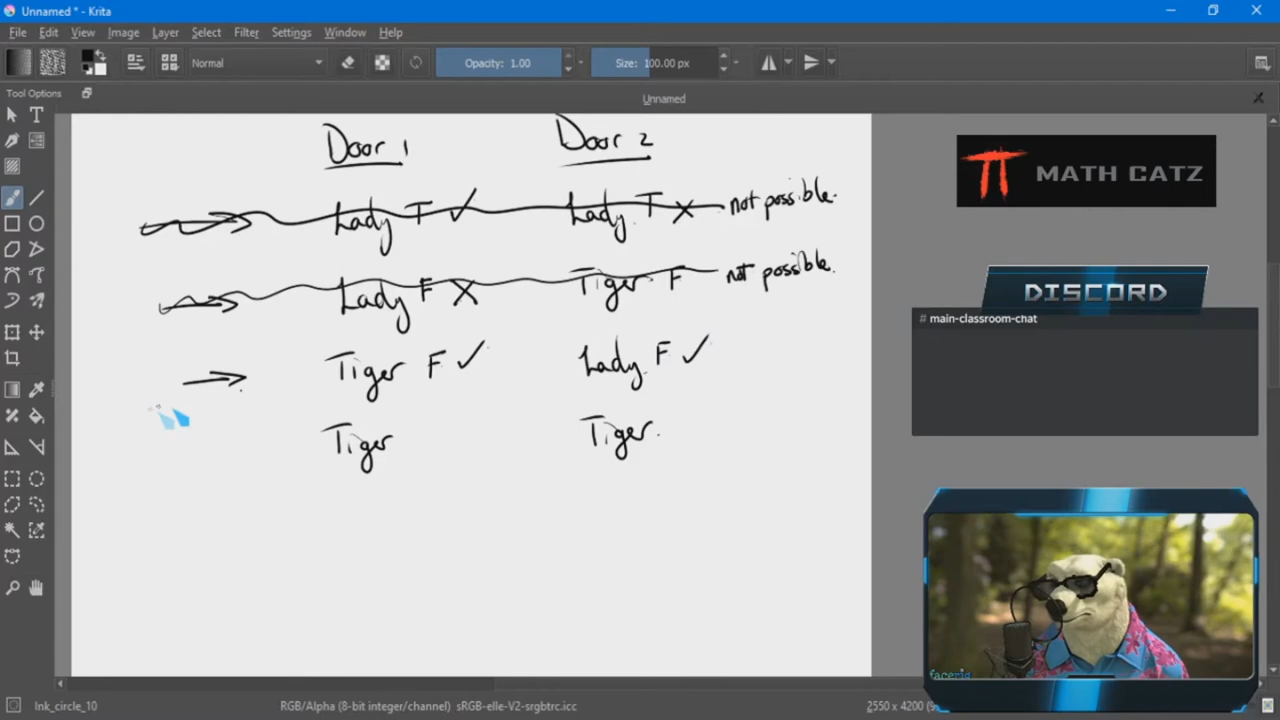 Unnamed * - Krita
File Edit View Image Layer Select Filter Settings Window Help
Normal Opacity: 1.00 Size: 100.00 px
Tool Options
Unnamed
Door 1 Door 2
Lady T ✓ Lady T X not possible.
Lady F X Tiger F not possible.
Tiger F ✓ Lady F ✓
Tiger Tiger.
MATH CATZ
DISCORD
# main-classroom-chat
facerig
Ink_circle_10 RGB/Alpha (8-bit integer/channel) sRGB-elle-V2-srgbtrc.icc 2550 x 4200 (9